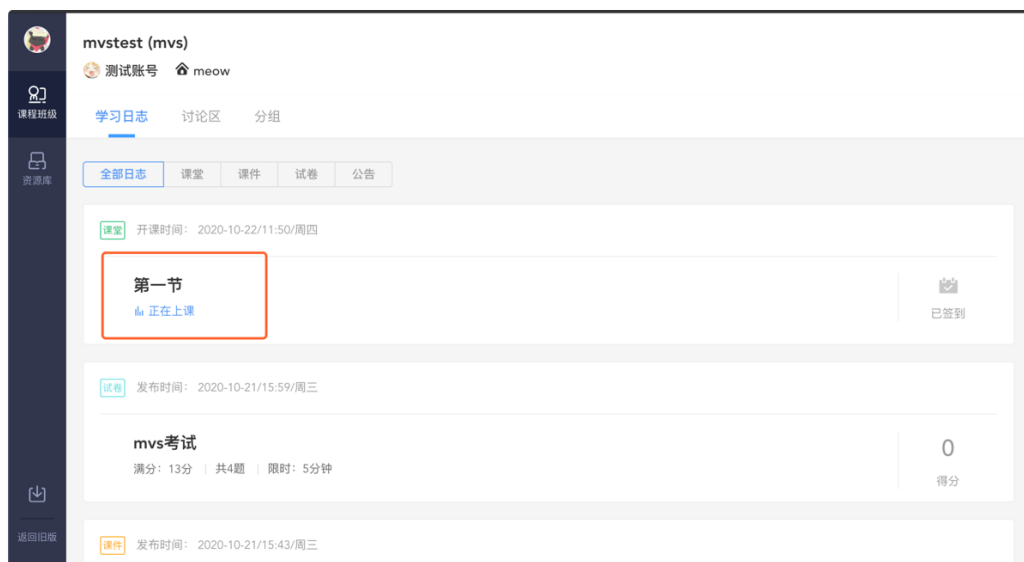 mvstest (mvs)
测试账号 meow
课程班级
学习日志 讨论区 分组
资源库
全部日志 课堂 课件 试卷 公告
课堂 开课时间： 2020-10-22/11:50/周四
第一节
正在上课
已签到
试卷 发布时间： 2020-10-21/15:59/周三
mvs考试
满分：13分 共4题 限时：5分钟
0
得分
返回旧版
课件 发布时间： 2020-10-21/15:43/周三